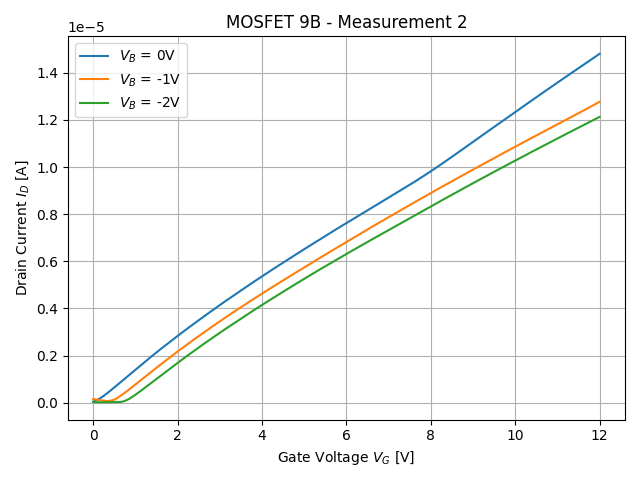 MOSFET 9B - Measurement 2
1e−5
V_B = 0V
V_B = -1V
V_B = -2V
1.4
1.2
1.0
0.8
0.6
0.4
0.2
0.0
Drain Current I_D [A]
0 2 4 6 8 10 12
Gate Voltage V_G [V]